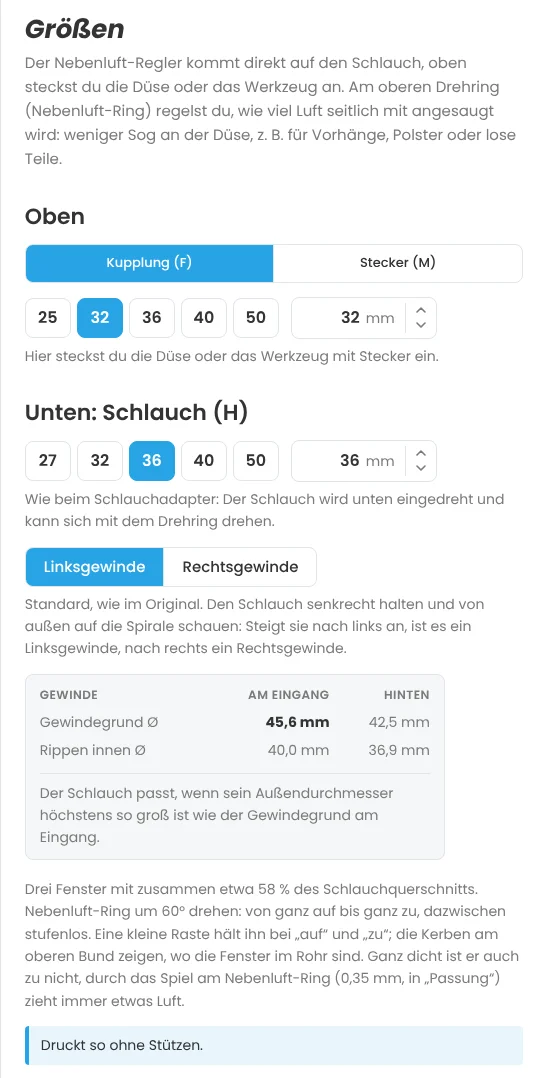 Größen
Der Nebenluft-Regler kommt direkt auf den Schlauch, oben
steckst du die Düse oder das Werkzeug an. Am oberen Drehring
(Nebenluft-Ring) regelst du, wie viel Luft seitlich mit angesaugt
wird: weniger Sog an der Düse, z. B. für Vorhänge, Polster oder lose
Teile.
Oben
Kupplung (F) Stecker (M)
25 32 36 40 50 32 mm
Hier steckst du die Düse oder das Werkzeug mit Stecker ein.
Unten: Schlauch (H)
27 32 36 40 50 36 mm
Wie beim Schlauchadapter: Der Schlauch wird unten eingedreht und
kann sich mit dem Drehring drehen.
Linksgewinde Rechtsgewinde
Standard, wie im Original. Den Schlauch senkrecht halten und von
außen auf die Spirale schauen: Steigt sie nach links an, ist es ein
Linksgewinde, nach rechts ein Rechtsgewinde.
GEWINDE AM EINGANG HINTEN
Gewindegrund Ø 45,6 mm 42,5 mm
Rippen innen Ø 40,0 mm 36,9 mm
Der Schlauch passt, wenn sein Außendurchmesser
höchstens so groß ist wie der Gewindegrund am
Eingang.
Drei Fenster mit zusammen etwa 58 % des Schlauchquerschnitts.
Nebenluft-Ring um 60° drehen: von ganz auf bis ganz zu, dazwischen
stufenlos. Eine kleine Raste hält ihn bei „auf“ und „zu“; die Kerben am
oberen Bund zeigen, wo die Fenster im Rohr sind. Ganz dicht ist er auch
zu nicht, durch das Spiel am Nebenluft-Ring (0,35 mm, in „Passung“)
zieht immer etwas Luft.
Druckt so ohne Stützen.